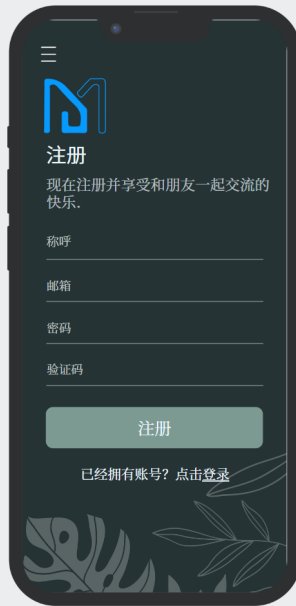 注册
现在注册并享受和朋友一起交流的
快乐.
称呼
邮箱
密码
验证码
注册
已经拥有账号？点击登录